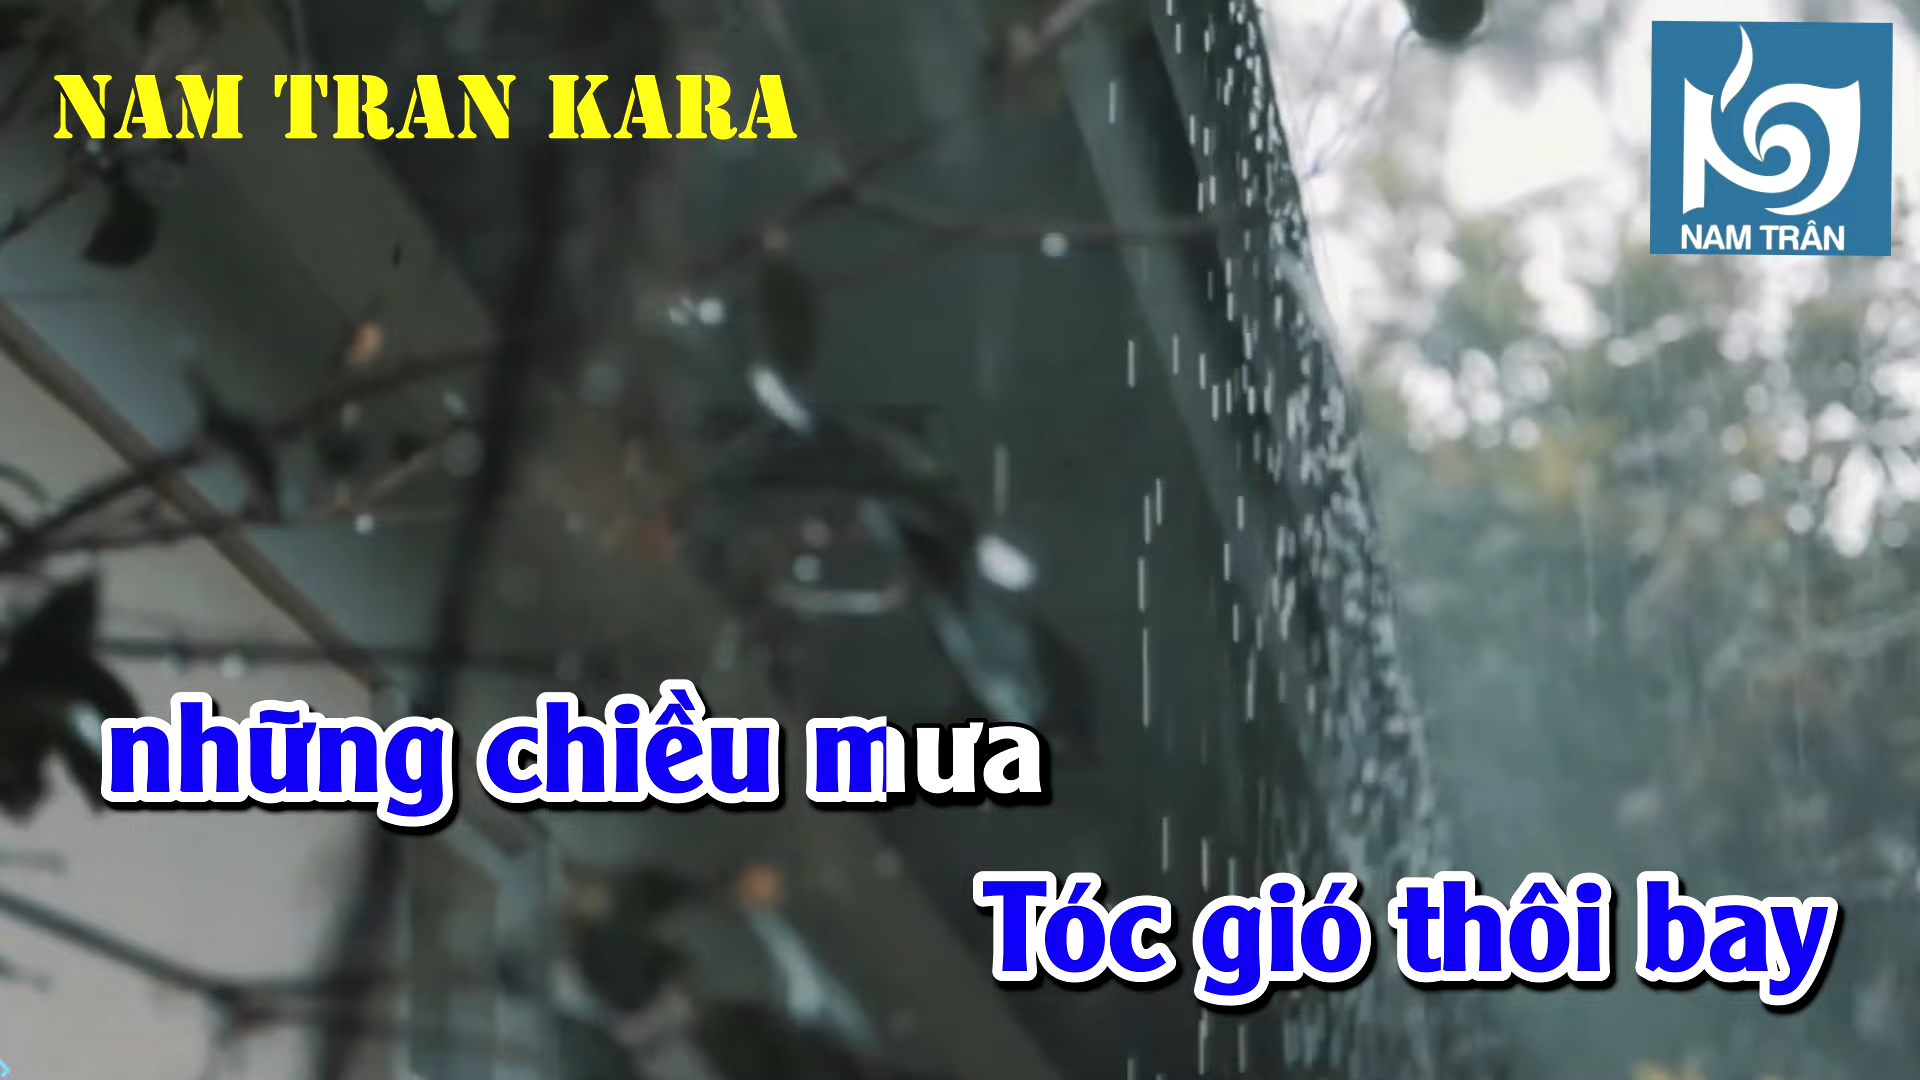 NAM TRAN KARA
NAM TRÂN
những chiều mưa
Tóc gió thôi bay